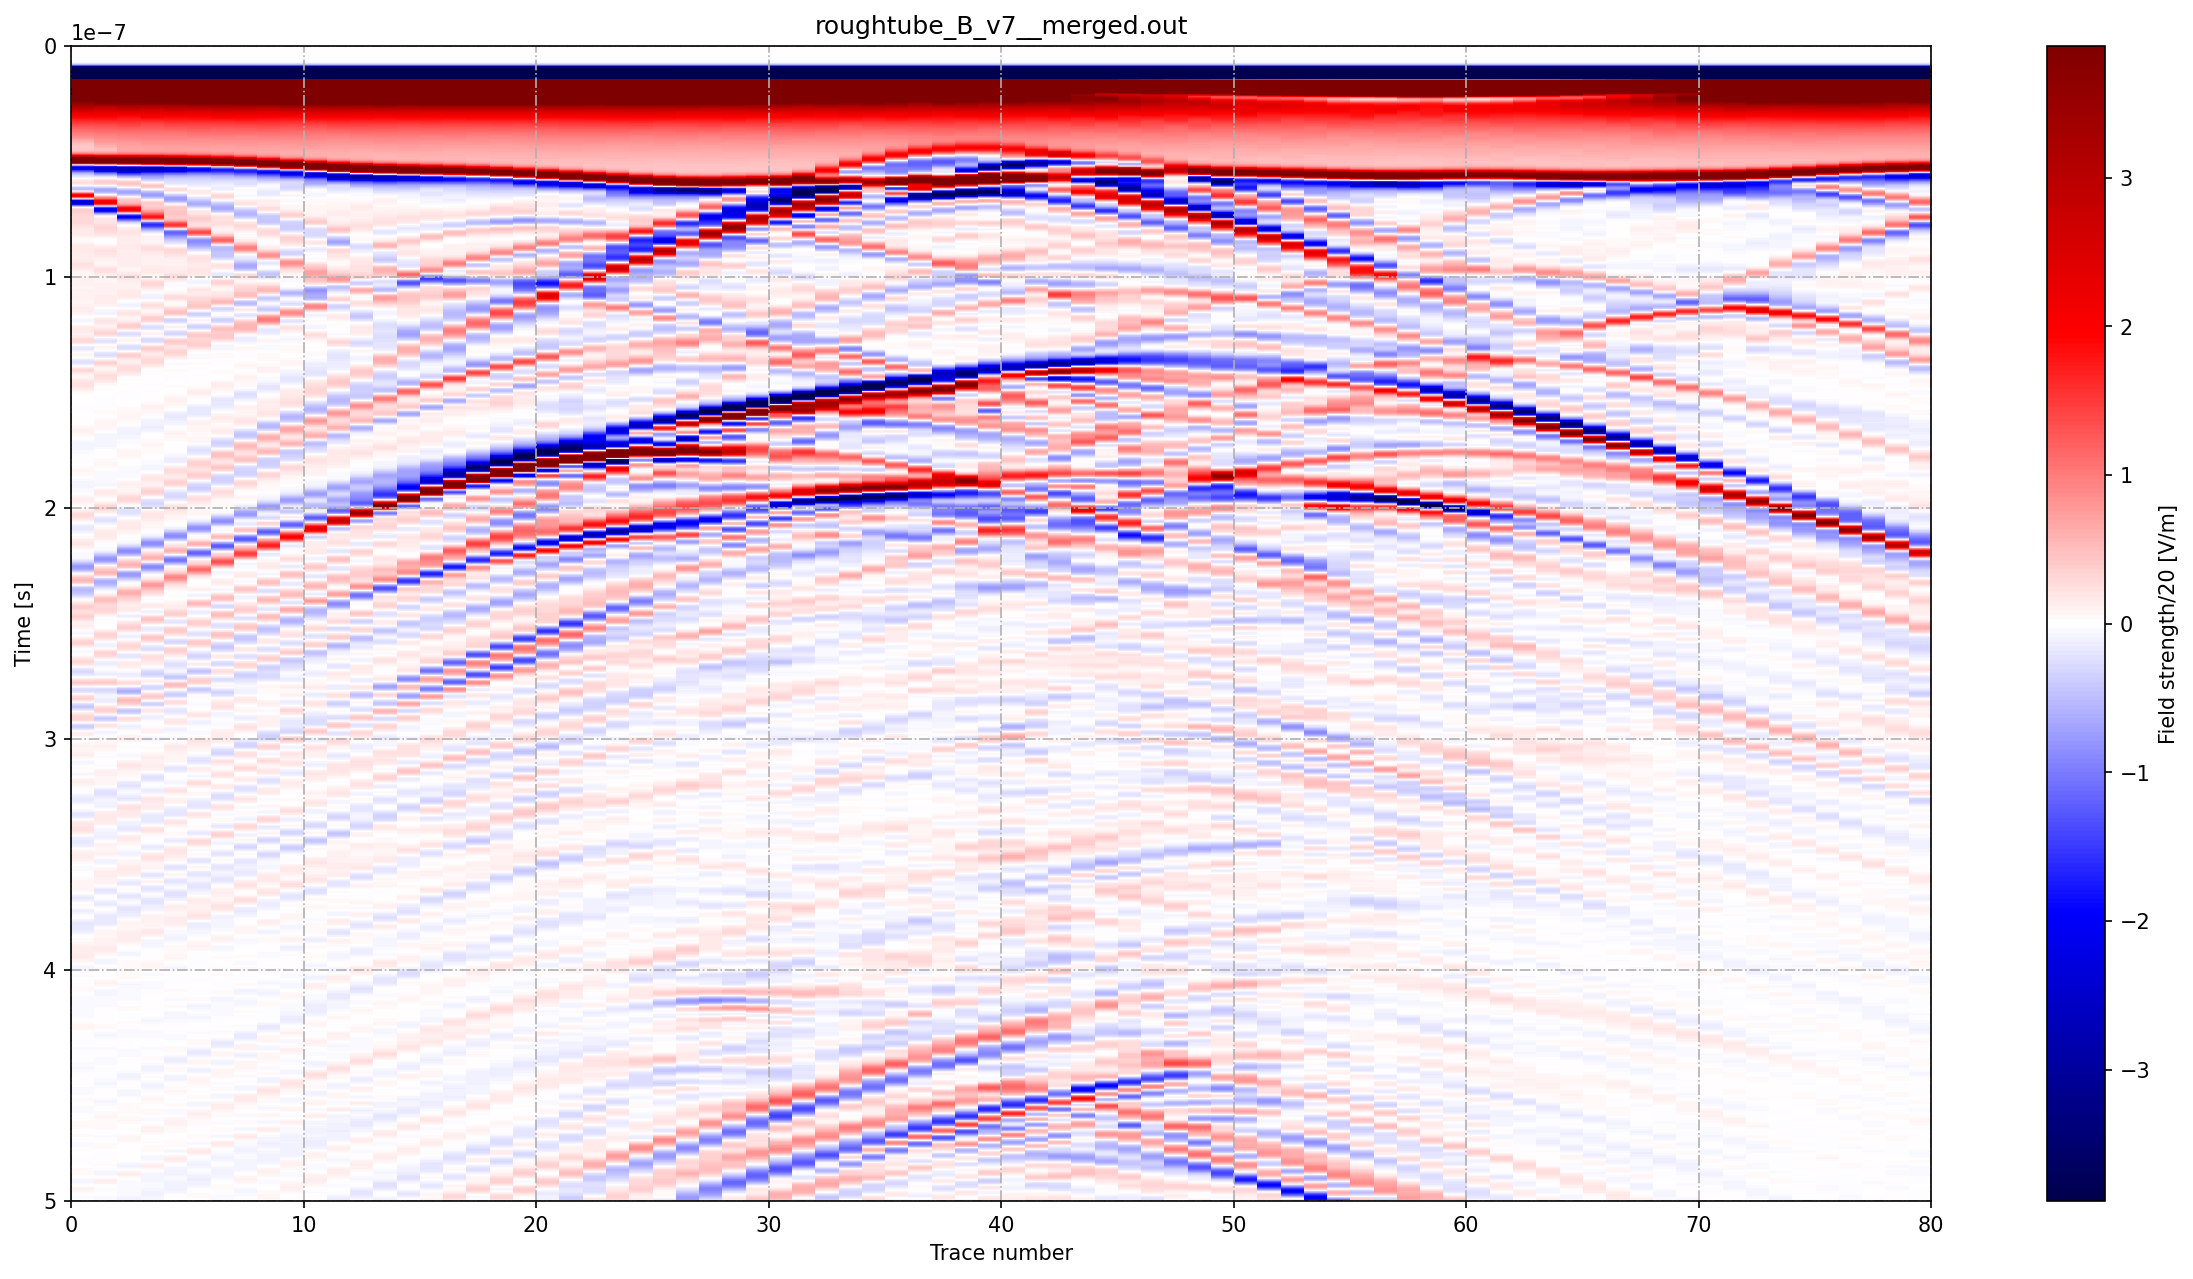 roughtube_B_v7__merged.out
1e−7
0
1
2
3
4
5
Time [s]
0 10 20 30 40 50 60 70 80
Trace number
3
2
1
0
−1
−2
−3
Field strength/20 [V/m]